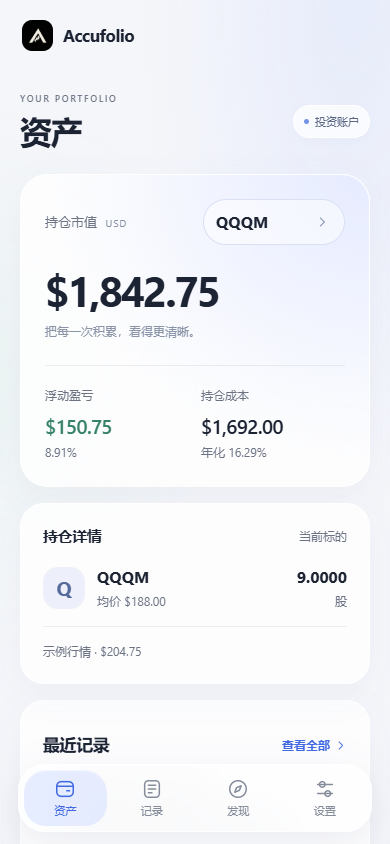 Accufolio
YOUR PORTFOLIO
资产
投资账户
持仓市值 USD
QQQM
$1,842.75
把每一次积累，看得更清晰。
浮动盈亏 持仓成本
$150.75 $1,692.00
8.91% 年化 16.29%
持仓详情 当前标的
Q QQQM 9.0000
均价 $188.00 股
示例行情 · $204.75
最近记录 查看全部
资产 记录 发现 设置